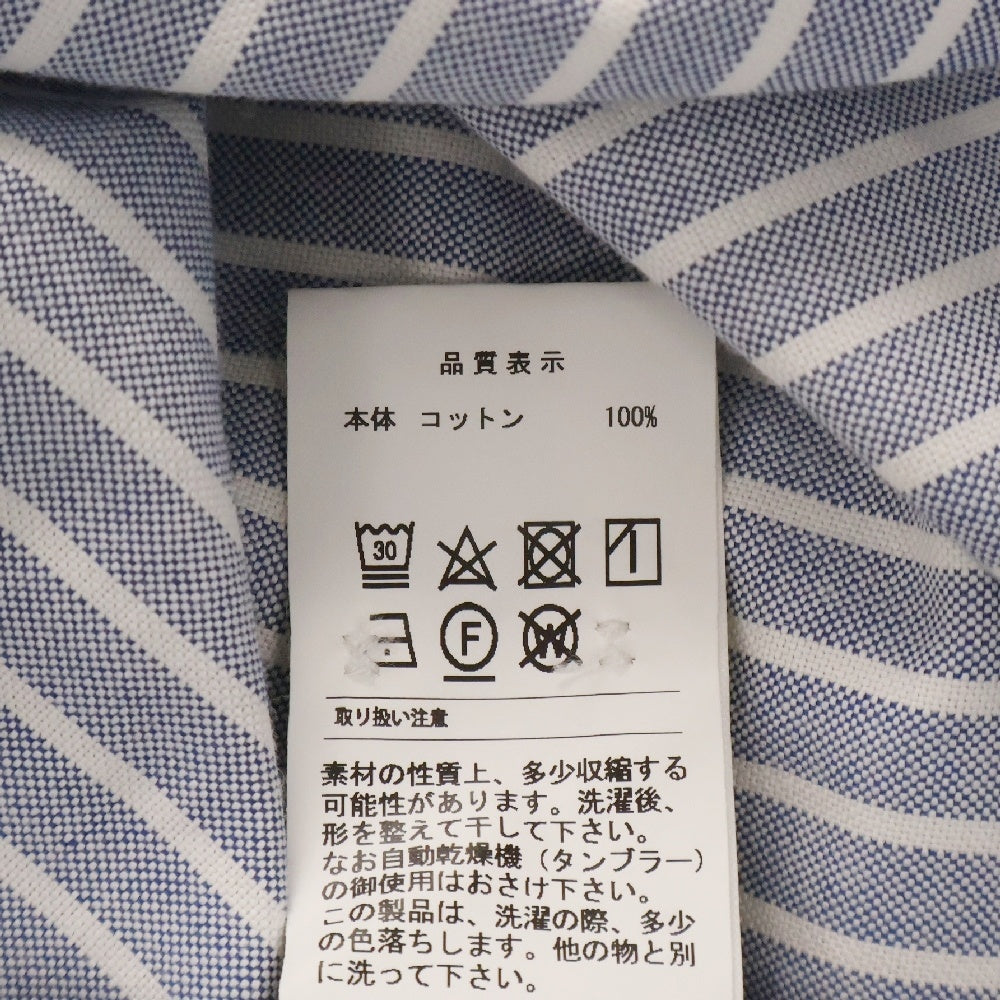 品質表示
本体 コットン 100%
30
F W
取り扱い注意
素材の性質上、多少収縮する
可能性があります。洗濯後、
形を整えて干して下さい。
なお自動乾燥機（タンブラー）
の御使用はおさけ下さい。
この製品は、洗濯の際、多少
の色落ちします。他の物と別
に洗って下さい。